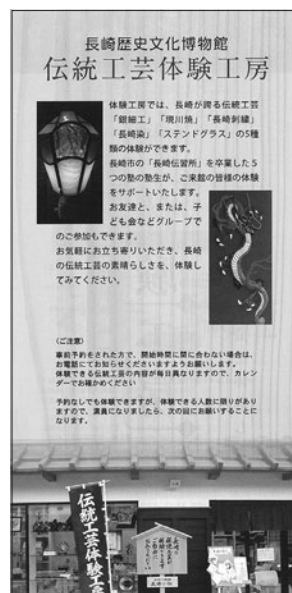 長崎歴史文化博物館
伝統工芸体験工房
体験工房では、長崎が誇る伝統工芸
「銀細工」「現川焼」「長崎刺繍」
「長崎染」「ステンドグラス」の5種
類の体験ができます。
長崎市の「長崎伝習所」を卒業した5
つの塾の塾生が、ご来館の皆様の体験
をサポートいたします。
お友達と、または、子
ども会などグループで
のご参加もできます。
お気軽にお立ち寄りいただき、長崎
の伝統工芸の素晴らしさを、体験し
てみてください。
〈ご注意〉
事前予約をされた方で、開始時間に間に合わない場合は、
お電話にてお知らせくださいますようお願いします。
体験できる伝統工芸の内容が毎日異なりますので、カレン
ダーでお確かめください
予約なしでも体験できますが、体験できる人数に限りがあり
ますので、満員になりましたら、次の回にお願いすることに
なります。
伝統工芸体験工